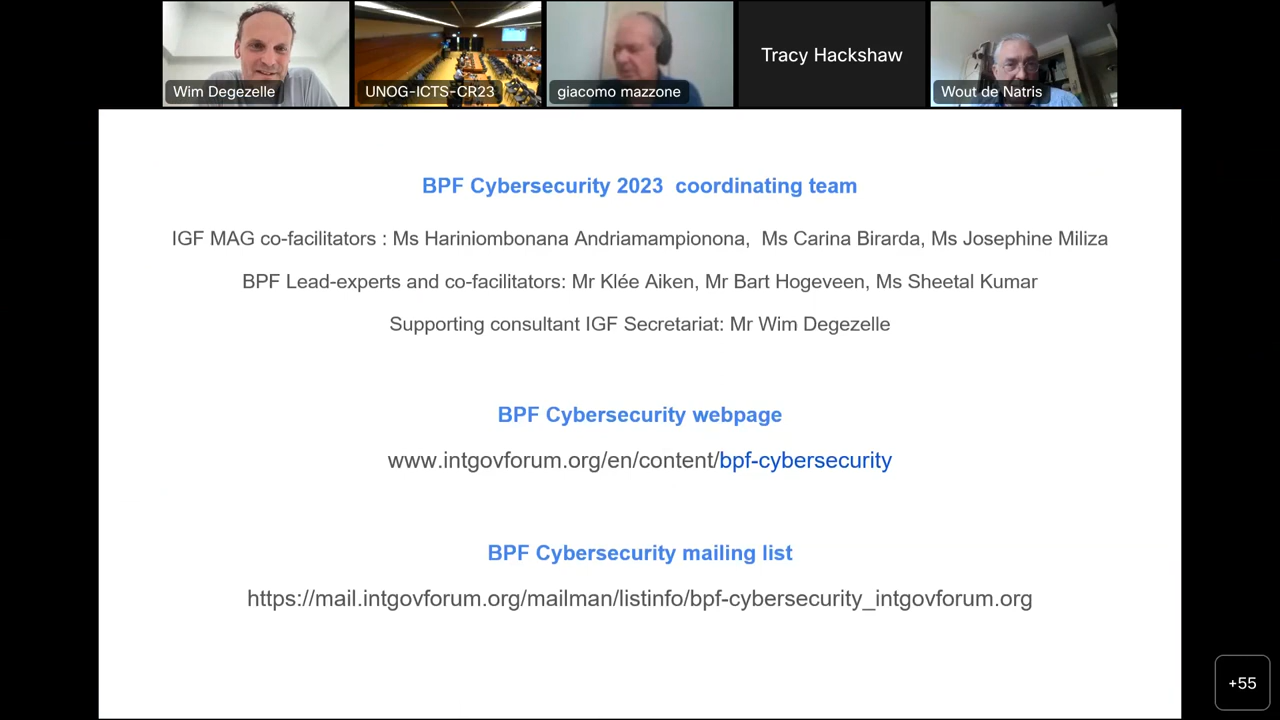 Wim Degezelle
UNOG-ICTS-CR23
giacomo mazzone
Tracy Hackshaw
Wout de Natris
BPF Cybersecurity 2023 coordinating team
IGF MAG co-facilitators : Ms Hariniombonana Andriamampionona, Ms Carina Birarda, Ms Josephine Miliza
BPF Lead-experts and co-facilitators: Mr Klée Aiken, Mr Bart Hogeveen, Ms Sheetal Kumar
Supporting consultant IGF Secretariat: Mr Wim Degezelle
BPF Cybersecurity webpage
www.intgovforum.org/en/content/bpf-cybersecurity
BPF Cybersecurity mailing list
https://mail.intgovforum.org/mailman/listinfo/bpf-cybersecurity_intgovforum.org
+55